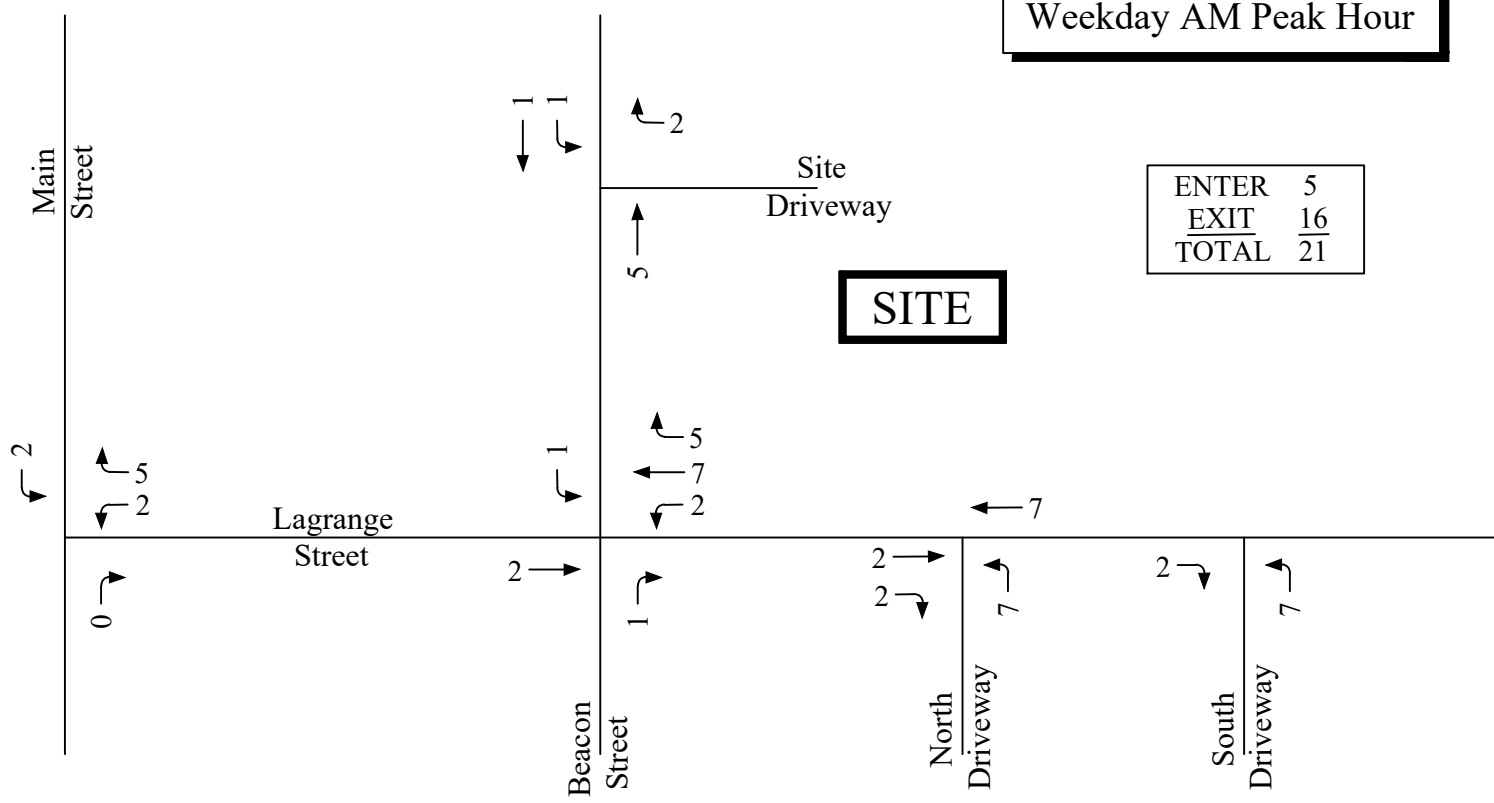 Weekday AM Peak Hour
1
1
2
Main
Street
Site
Driveway
ENTER 5
EXIT 16
TOTAL 21
5
SITE
2
5
2
1
5
7
2
Lagrange
Street
7
0
2
1
2
2
7
2
7
Beacon
Street
North
Driveway
South
Driveway